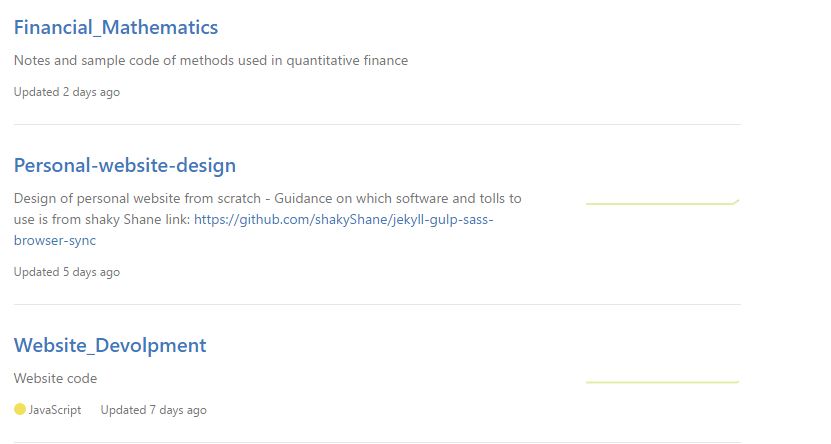 Financial_Mathematics
Notes and sample code of methods used in quantitative finance
Updated 2 days ago
Personal-website-design
Design of personal website from scratch - Guidance on which software and tolls to
use is from shaky Shane link: https://github.com/shakyShane/jekyll-gulp-sass-
browser-sync
Updated 5 days ago
Website_Devolpment
Website code
JavaScript Updated 7 days ago